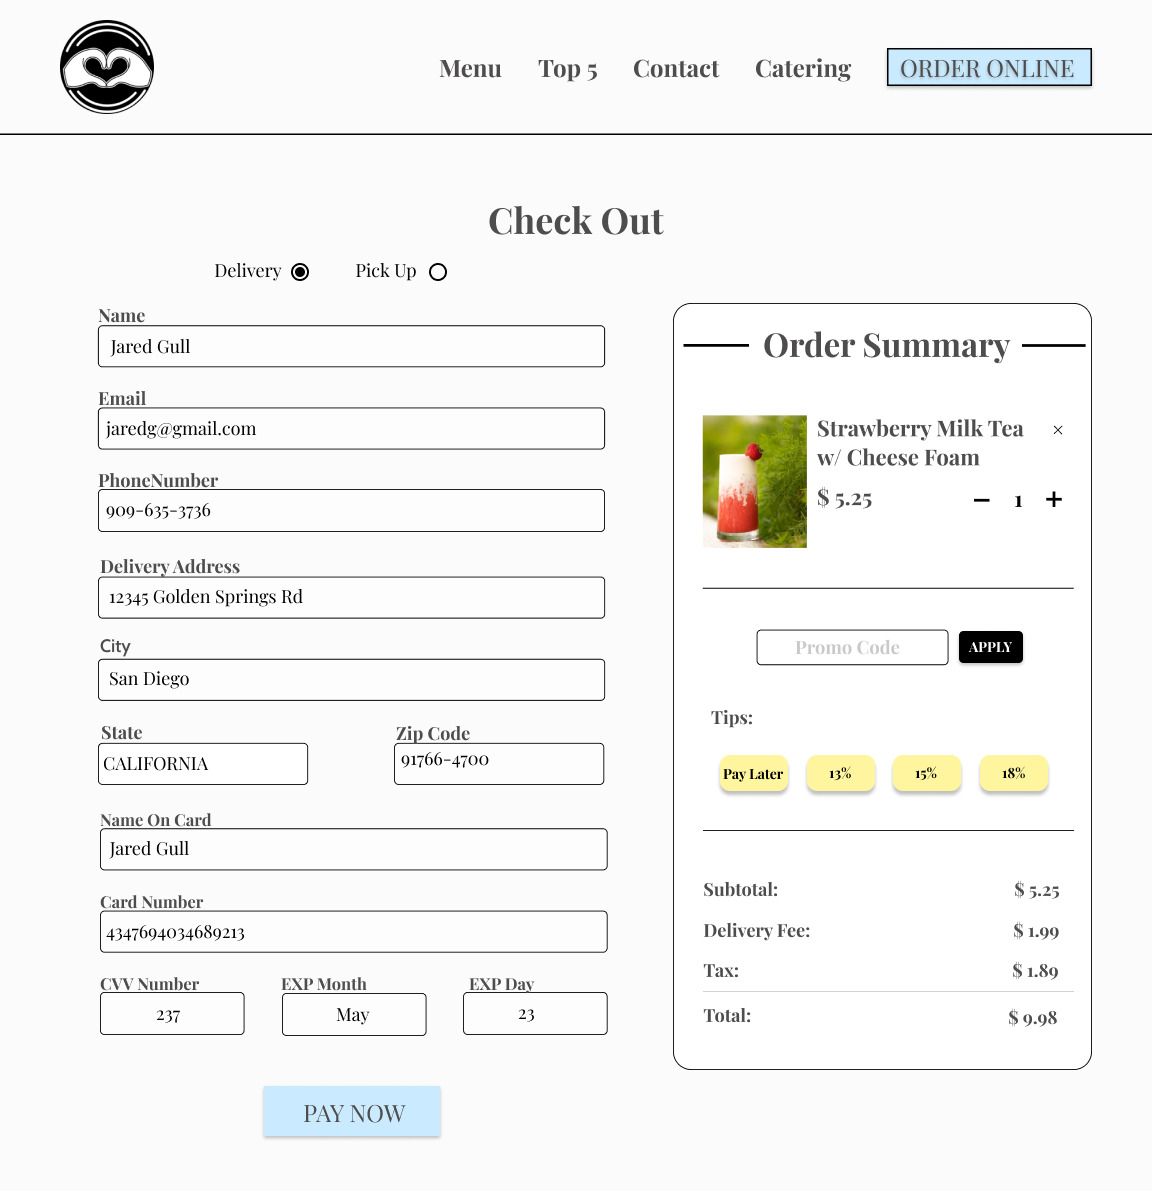 Menu
Top 5
Contact
Catering
ORDER ONLINE
Check Out
Delivery
Pick Up
Name
Jared Gull
Email
jaredg@gmail.com
PhoneNumber
909-635-3736
Delivery Address
12345 Golden Springs Rd
City
San Diego
State
Zip Code
CALIFORNIA
91766-4700
Name On Card
Jared Gull
Card Number
4347694034689213
CVV Number
EXP Month
EXP Day
237
May
23
PAY NOW
Order Summary
Strawberry Milk Tea
w/ Cheese Foam
$ 5.25
1
Promo Code
APPLY
Tips:
Pay Later
13%
15%
18%
Subtotal:
$ 5.25
Delivery Fee:
$ 1.99
Tax:
$ 1.89
Total:
$ 9.98